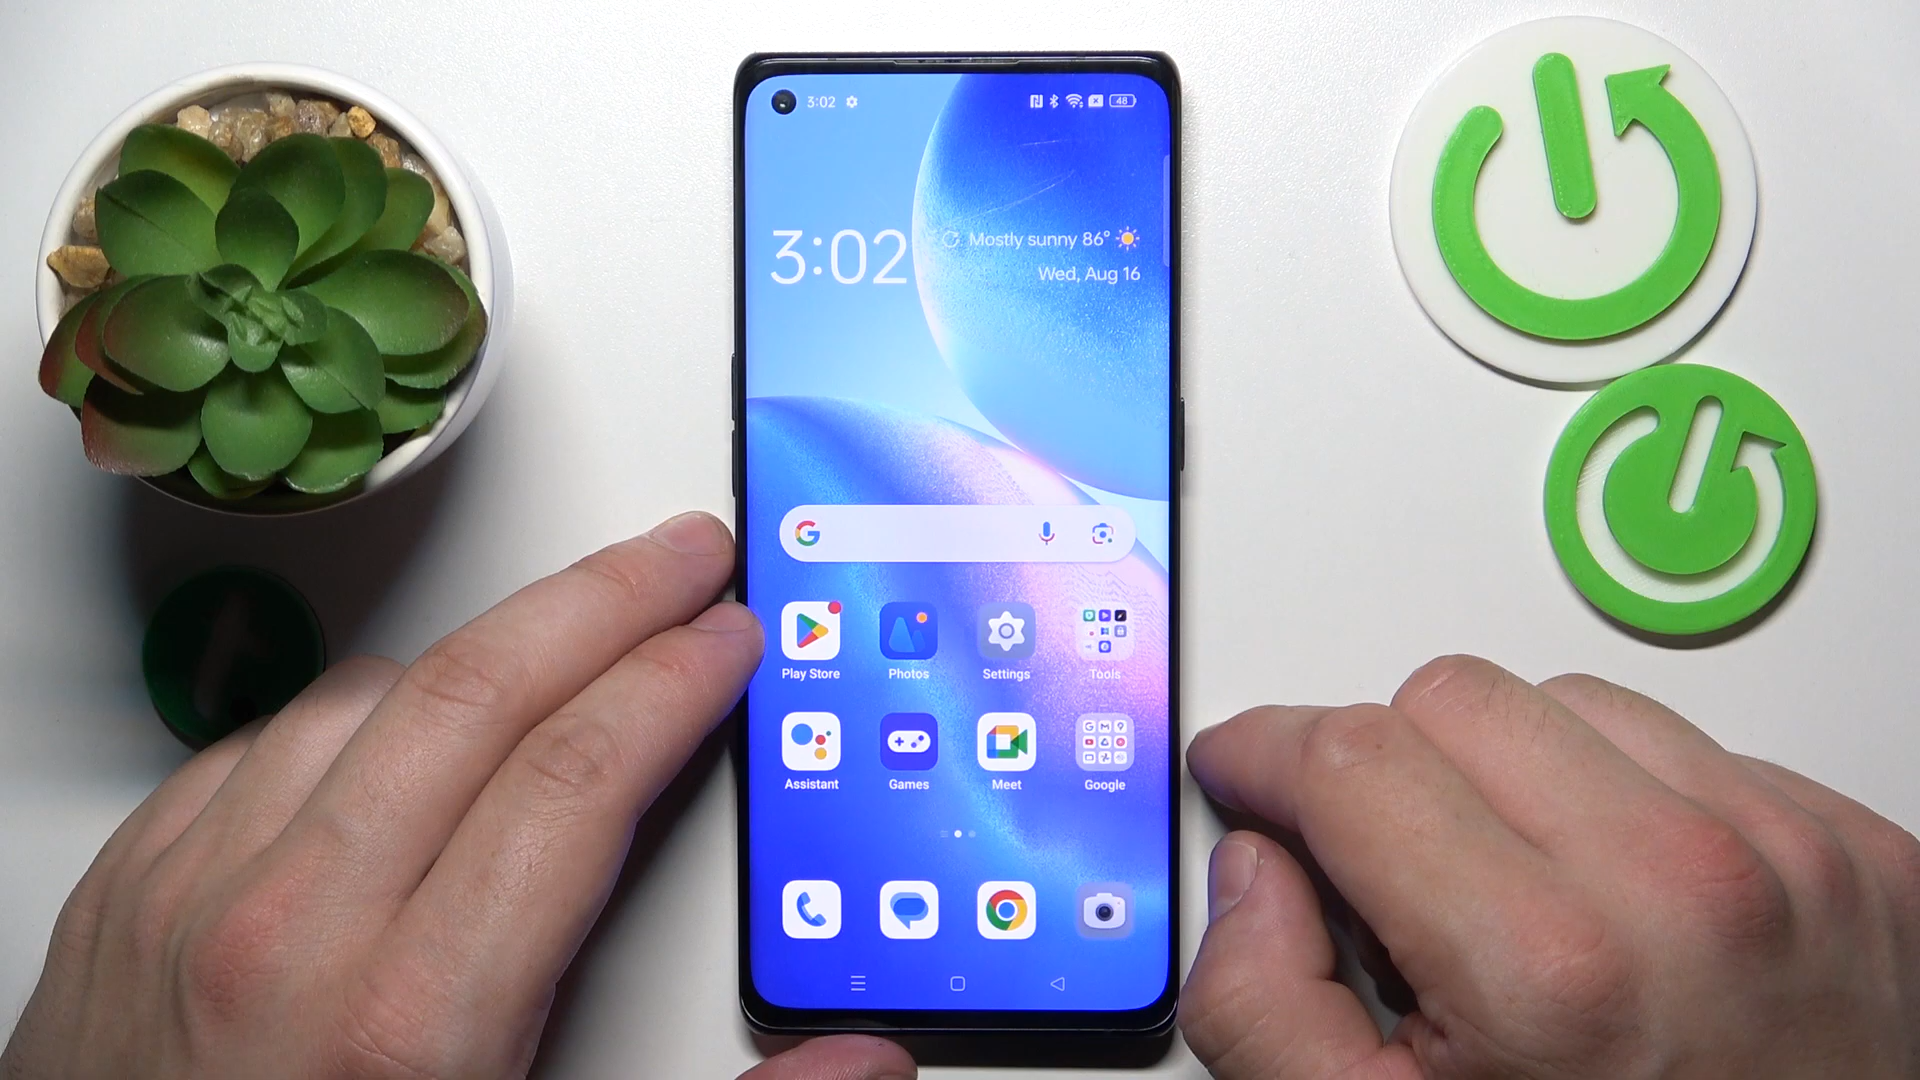 3:02
48
3:02
Mostly sunny 86°
Wed, Aug 16
G
Play Store Photos Settings Tools
Assistant Games Meet Google